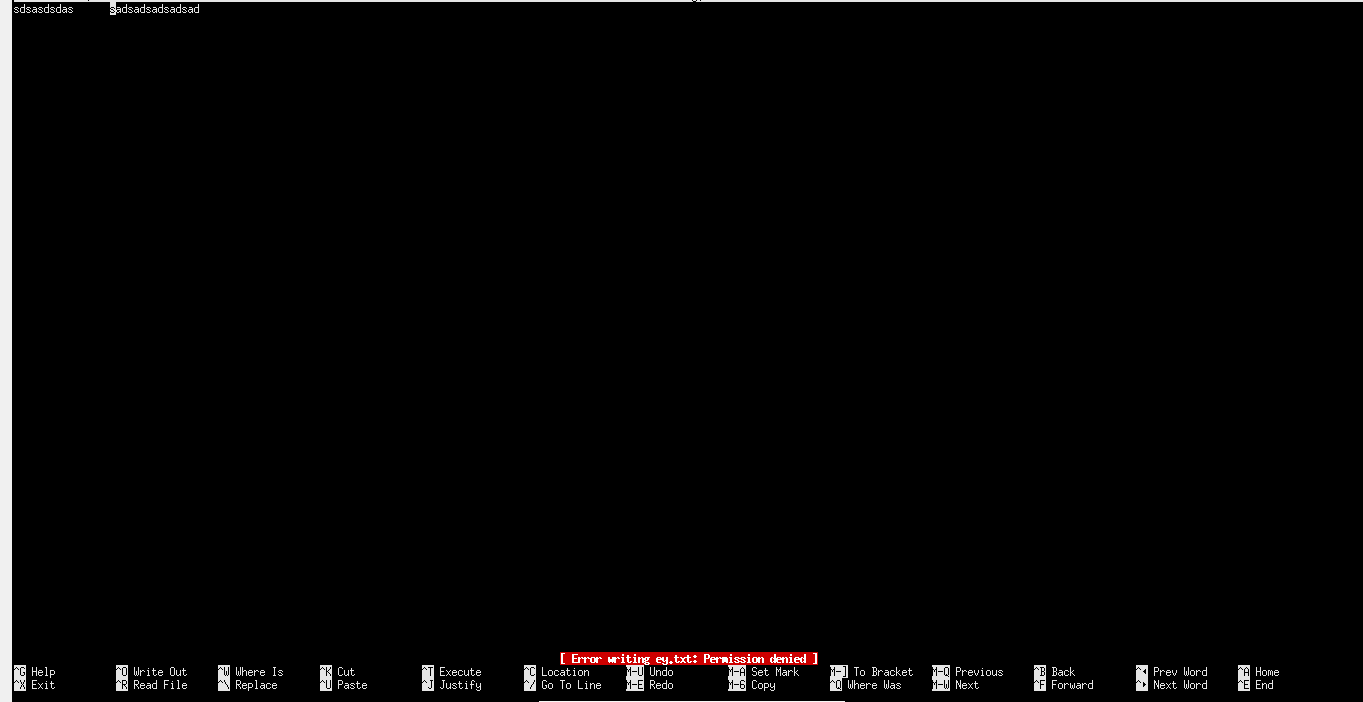 sdsasdsdas sadsadsadsadsad
[ Error writing ey.txt: Permission denied ]
^G Help ^O Write Out ^W Where Is ^K Cut ^T Execute ^C Location M-U Undo M-A Set Mark M-] To Bracket M-Q Previous ^B Back ^◂ Prev Word ^A Home
^X Exit ^R Read File ^\ Replace ^U Paste ^J Justify ^/ Go To Line M-E Redo M-6 Copy ^Q Where Was M-W Next ^F Forward ^▸ Next Word ^E End